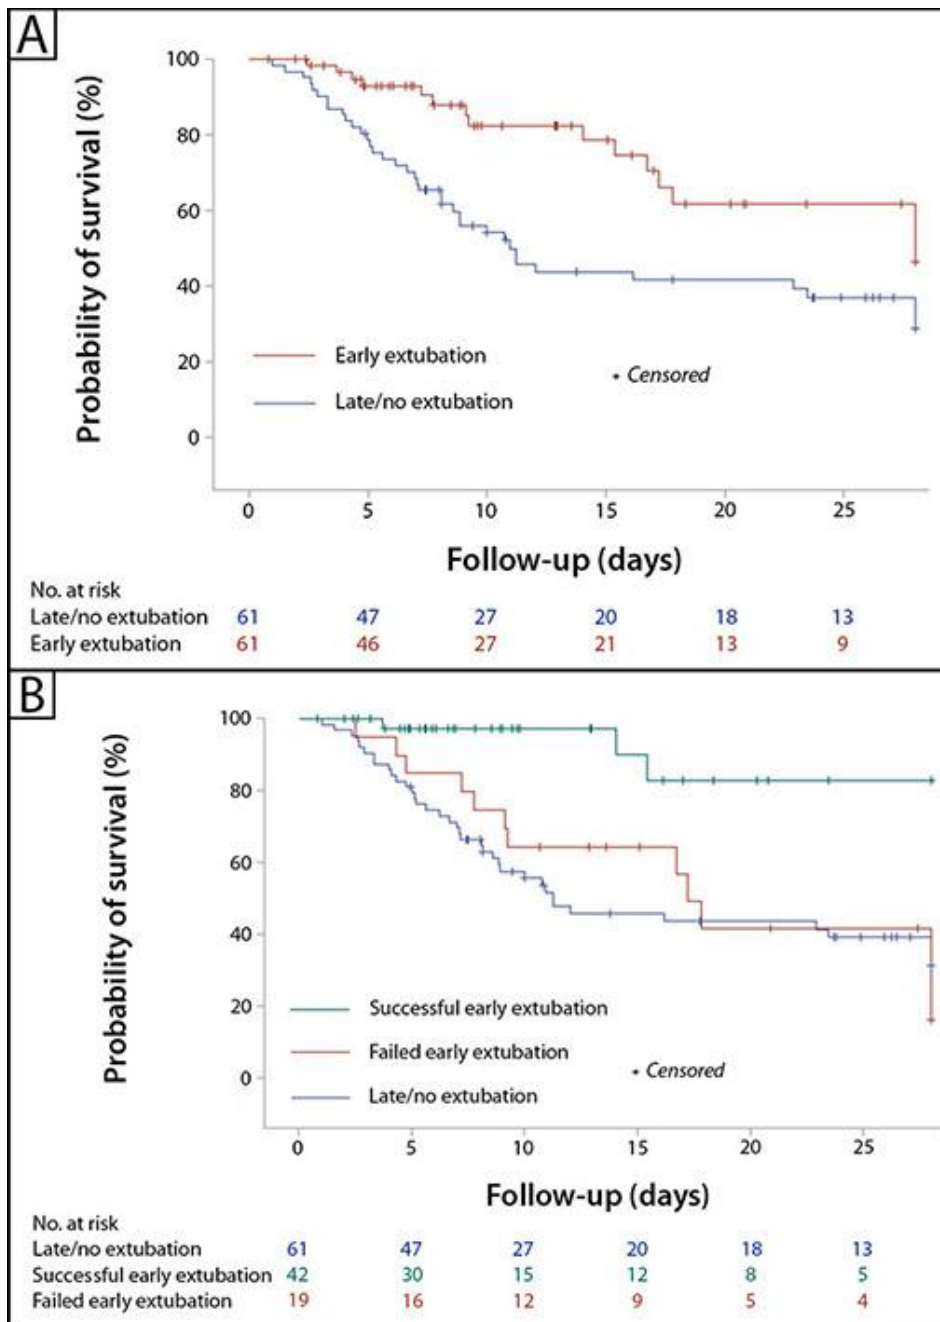 A
Probability of survival (%)
100
80
60
40
20
0
Early extubation
Late/no extubation
+ Censored
0 5 10 15 20 25
Follow-up (days)
No. at risk
Late/no extubation 61 47 27 20 18 13
Early extubation 61 46 27 21 13 9
B
Probability of survival (%)
100
80
60
40
20
0
Successful early extubation
Failed early extubation
Late/no extubation
+ Censored
0 5 10 15 20 25
Follow-up (days)
No. at risk
Late/no extubation 61 47 27 20 18 13
Successful early extubation 42 30 15 12 8 5
Failed early extubation 19 16 12 9 5 4